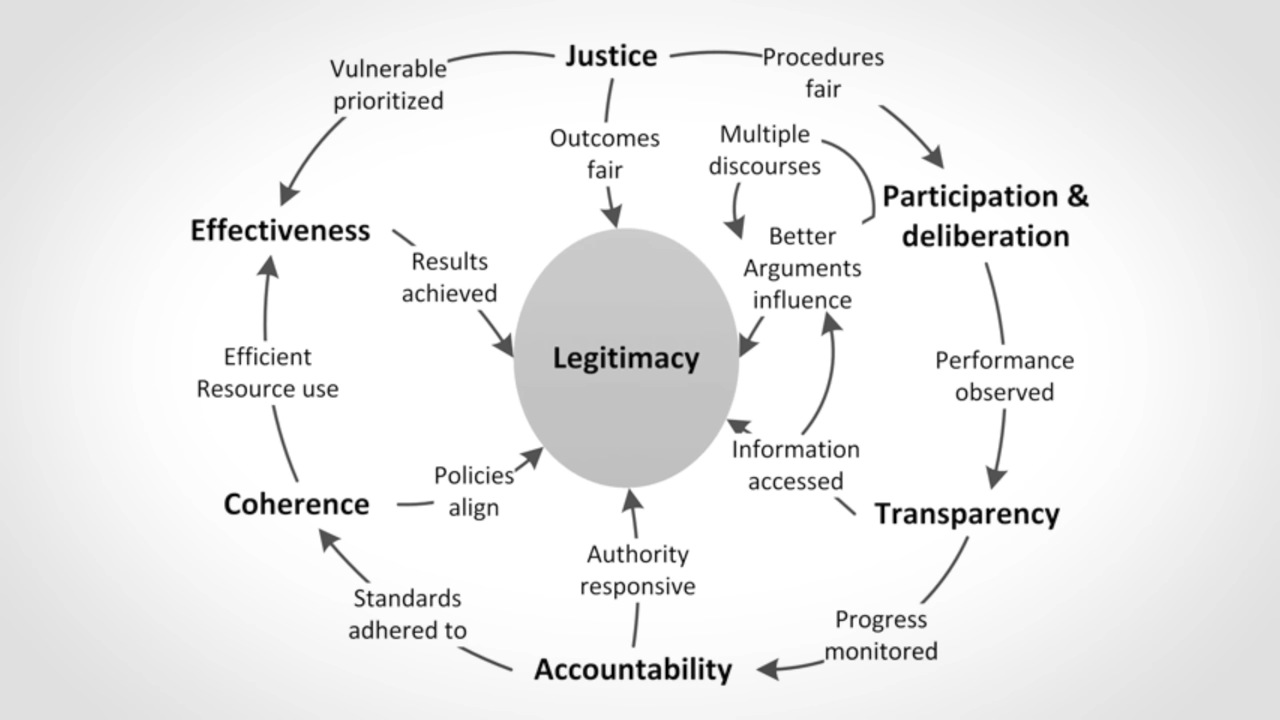 Justice
Vulnerable
prioritized
Procedures
fair
Outcomes
fair
Multiple
discourses
Participation &
deliberation
Effectiveness
Better
Arguments
influence
Results
achieved
Legitimacy
Efficient
Resource use
Performance
observed
Information
accessed
Policies
align
Coherence
Transparency
Authority
responsive
Standards
adhered to
Progress
monitored
Accountability